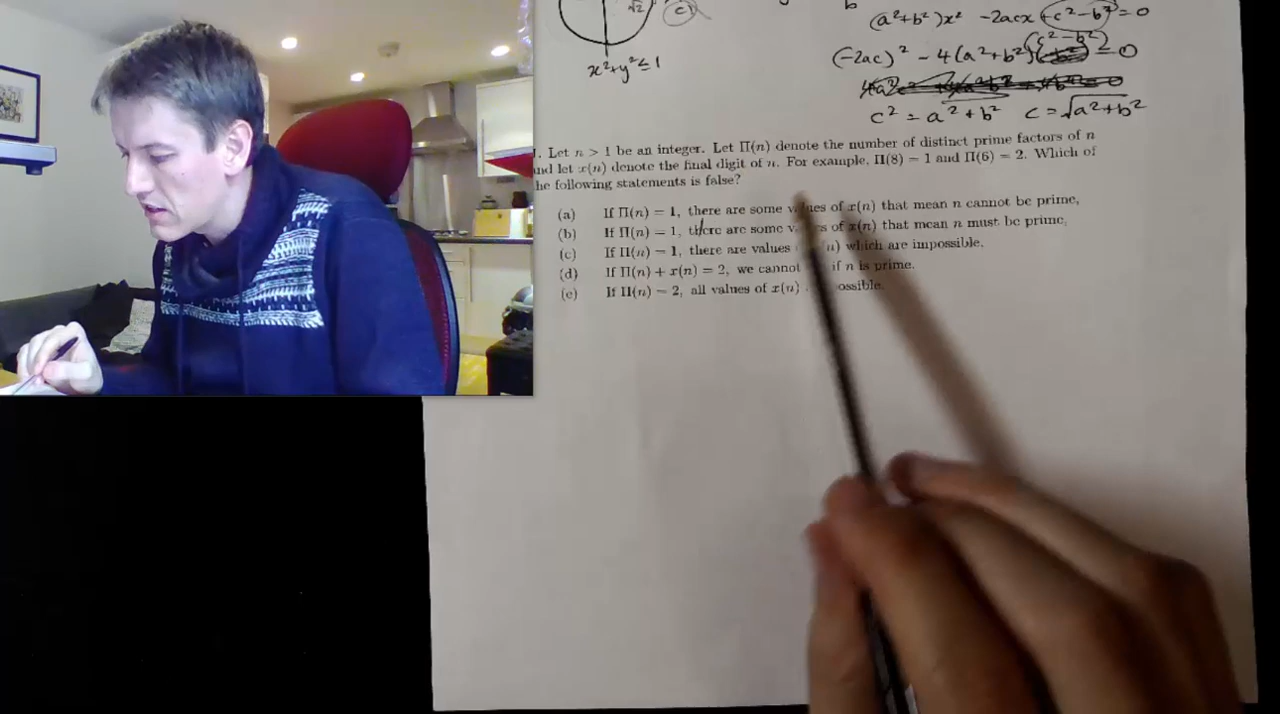 √2
c
b
x²+y²≤1
(a²+b²)x² -2acx +c²-b² =0
(-2ac)² - 4(a²+b²)(c²-b²) = 0
c² = a²+b² c=√a²+b²
. Let n > 1 be an integer. Let Π(n) denote the number of distinct prime factors of n
and let x(n) denote the final digit of n. For example, Π(8) = 1 and Π(6) = 2. Which of
he following statements is false?
(a) If Π(n) = 1, there are some values of x(n) that mean n cannot be prime,
(b) If Π(n) = 1, there are some values of x(n) that mean n must be prime,
(c) If Π(n) = 1, there are values (n) which are impossible.
(d) If Π(n) + x(n) = 2, we cannot if n is prime.
(e) If Π(n) = 2, all values of x(n) possible.